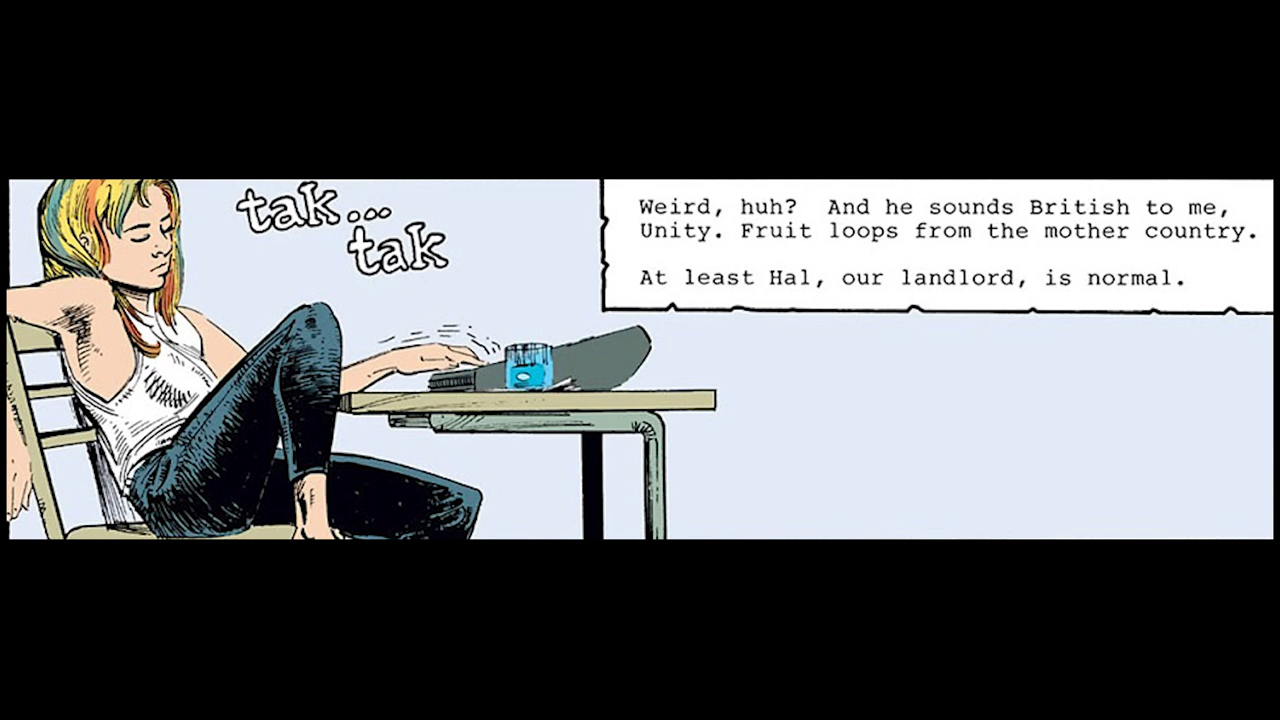 tak...
tak
Weird, huh?  And he sounds British to me,
Unity. Fruit loops from the mother country.
At least Hal, our landlord, is normal.